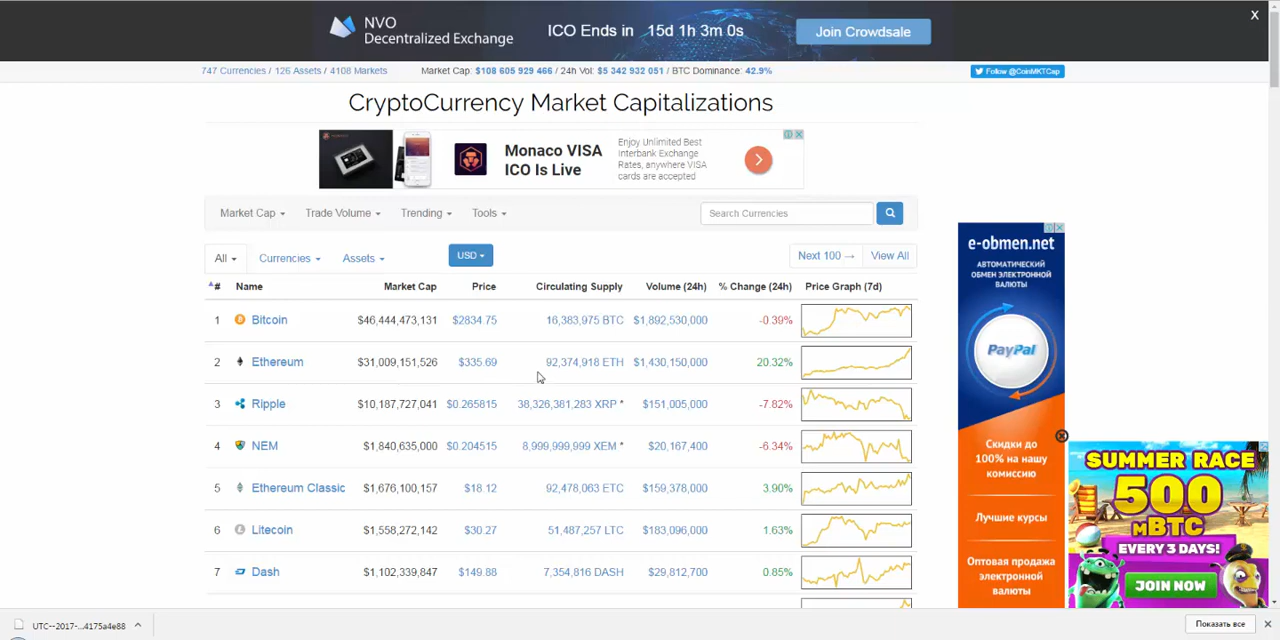 NVO
Decentralized Exchange
ICO Ends in 15d 1h 3m 0s
Join Crowdsale
X
747 Currencies / 126 Assets / 4108 Markets
Market Cap: $108 605 929 466 / 24h Vol: $5 342 932 051 / BTC Dominance: 42.9%
Follow @CoinMKTCap
CryptoCurrency Market Capitalizations
Monaco VISA
ICO Is Live
Enjoy Unlimited Best
Interbank Exchange
Rates, anywhere VISA
cards are accepted
Market Cap Trade Volume Trending Tools
Search Currencies
All Currencies Assets USD Next 100 → View All
# Name Market Cap Price Circulating Supply Volume (24h) % Change (24h) Price Graph (7d)
1 Bitcoin $46,444,473,131 $2834.75 16,383,975 BTC $1,892,530,000 -0.39%
2 Ethereum $31,009,151,526 $335.69 92,374,918 ETH $1,430,150,000 20.32%
3 Ripple $10,187,727,041 $0.265815 38,326,381,283 XRP * $151,005,000 -7.82%
4 NEM $1,840,635,000 $0.204515 8,999,999,999 XEM * $20,167,400 -6.34%
5 Ethereum Classic $1,676,100,157 $18.12 92,478,063 ETC $159,378,000 3.90%
6 Litecoin $1,558,272,142 $30.27 51,487,257 LTC $183,096,000 1.63%
7 Dash $149.88 7,354,816 DASH $29,812,700 0.85%
e-obmen.net
АВТОМАТИЧЕСКИЙ
ОБМЕН ЭЛЕКТРОННОЙ
ВАЛЮТЫ
PayPal
Скидки до
100% на нашу
комиссию
Лучшие курсы
Оптовая продажа
электронной
валюты
SUMMER RACE
500
mBTC
EVERY 3 DAYS!
JOIN NOW
UTC--2017-...4175a4e88
Показать все